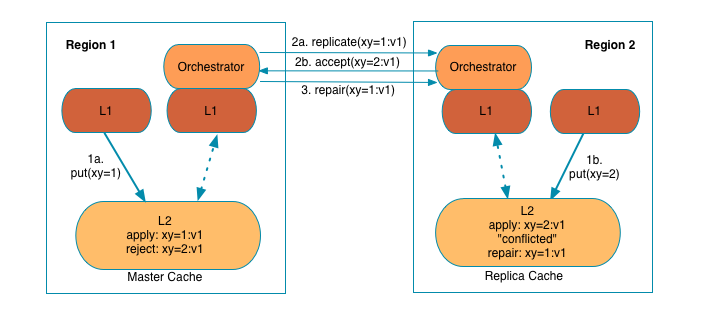 Region 1
Region 2
2a. replicate(xy=1:v1)
Orchestrator
2b. accept(xy=2:v1)
Orchestrator
3. repair(xy=1:v1)
L1
L1
L1
L1
1a.
put(xy=1)
1b.
put(xy=2)
L2
apply: xy=1:v1
reject: xy=2:v1
Master Cache
L2
apply: xy=2:v1
"conflicted"
repair: xy=1:v1
Replica Cache